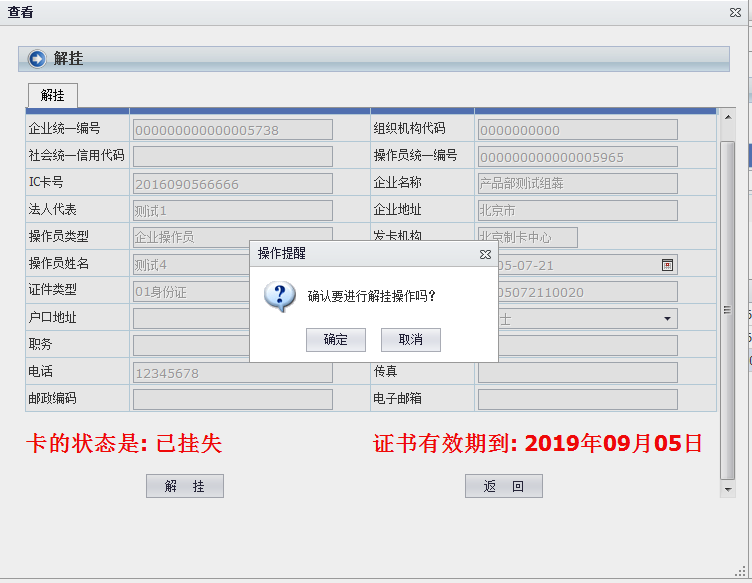 查看
解挂
解挂
企业统一编号 000000000000005738 组织机构代码 0000000000
社会统一信用代码 操作员统一编号 000000000000005965
IC卡号 2016090566666 企业名称 产品部测试组犇
法人代表 测试1 企业地址 北京市
操作员类型 企业操作员 发卡机构 北京制卡中心
操作提醒
操作员姓名 测试4 05-07-21
证件类型 01身份证 05072110020
确认要进行解挂操作吗?
户口地址 士
确定 取消
职务
电话 12345678 传真
邮政编码 电子邮箱
卡的状态是: 已挂失 证书有效期到: 2019年09月05日
解 挂 返 回